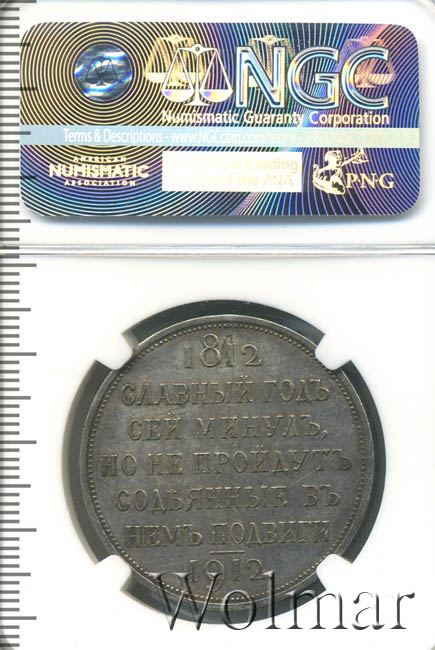 NGC
Numismatic Guaranty Corporation
Terms & Descriptions - www.NGCcoin.com
AMERICAN
NUMISMATIC
ASSOCIATION
Official Grading
Service of the ANA
PNG
1812
СЛАВНЫЙ ГОДЪ
СЕЙ МИНУЛЪ,
НО НЕ ПРОЙДУТЪ
СОДѢЯННЫЕ ВЪ
НЕМЪ ПОДВИГИ
1912
Wolmar